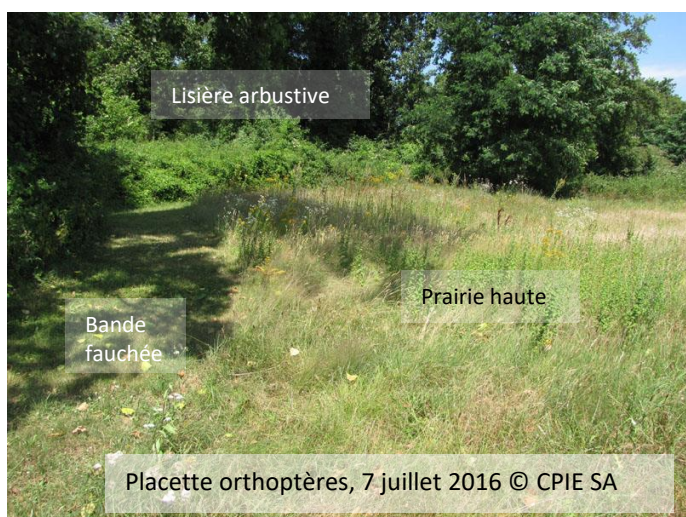 Lisière arbustive
Prairie haute
Bande
fauchée
Placette orthoptères, 7 juillet 2016 © CPIE SA